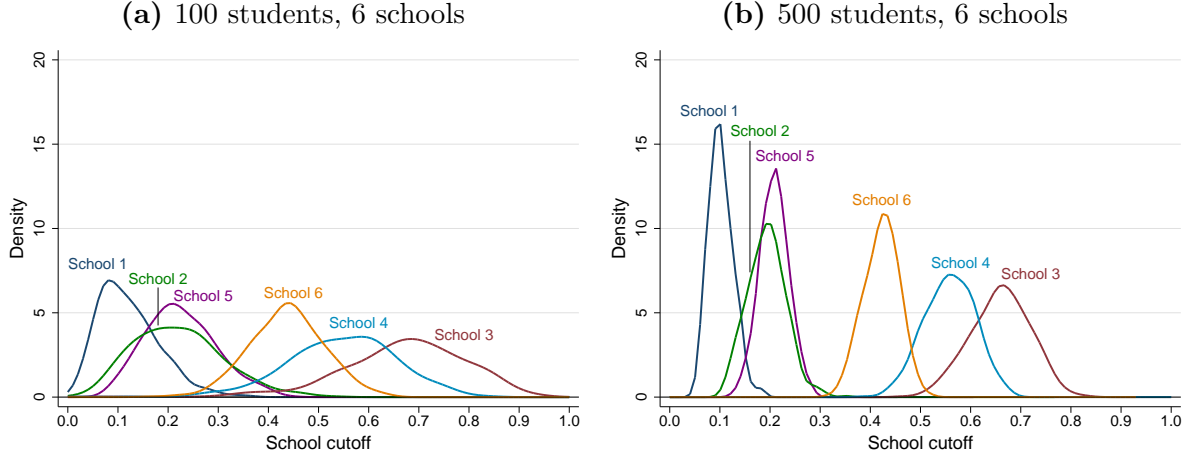 (a) 100 students, 6 schools
20
15
10
5
0
Density
School 1
School 2
School 5
School 6
School 4
School 3
0.0 0.1 0.2 0.3 0.4 0.5 0.6 0.7 0.8 0.9 1.0
School cutoff
(b) 500 students, 6 schools
20
15
10
5
0
Density
School 1
School 2
School 5
School 6
School 4
School 3
0.0 0.1 0.2 0.3 0.4 0.5 0.6 0.7 0.8 0.9 1.0
School cutoff